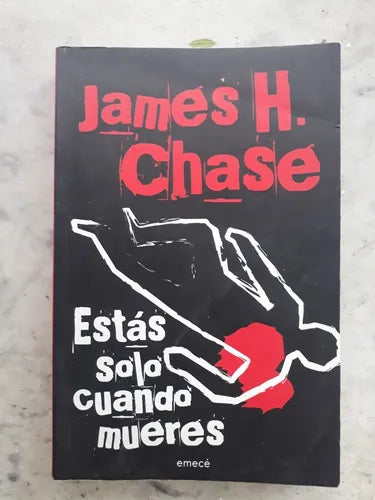 James H.
Chase
Estás
solo
cuando
mueres
emecé